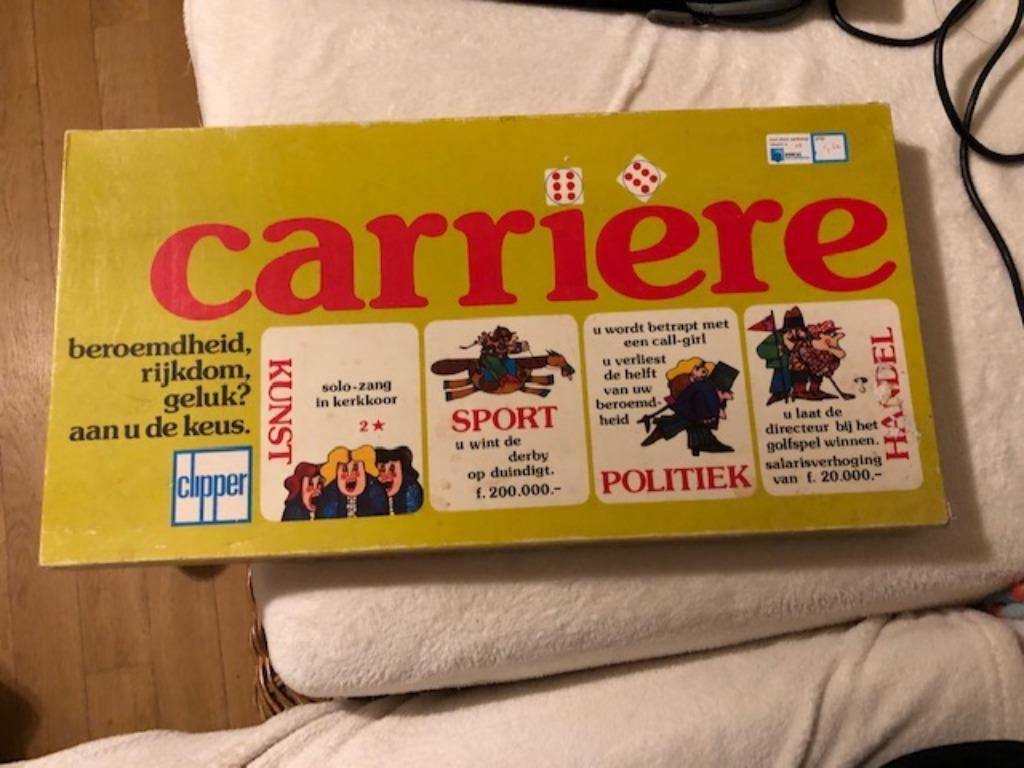 carriere
beroemdheid,
rijkdom,
geluk?
aan u de keus.
clipper
KUNST
solo-zang
in kerkkoor
2★
SPORT
u wint de
derby
op duindigt.
f. 200.000.-
u wordt betrapt met
een call-girl
u verliest
de helft
van uw
beroemd-
heid
POLITIEK
HANDEL
u laat de
directeur bij het
golfspel winnen.
salarisverhoging
van f. 20.000.-